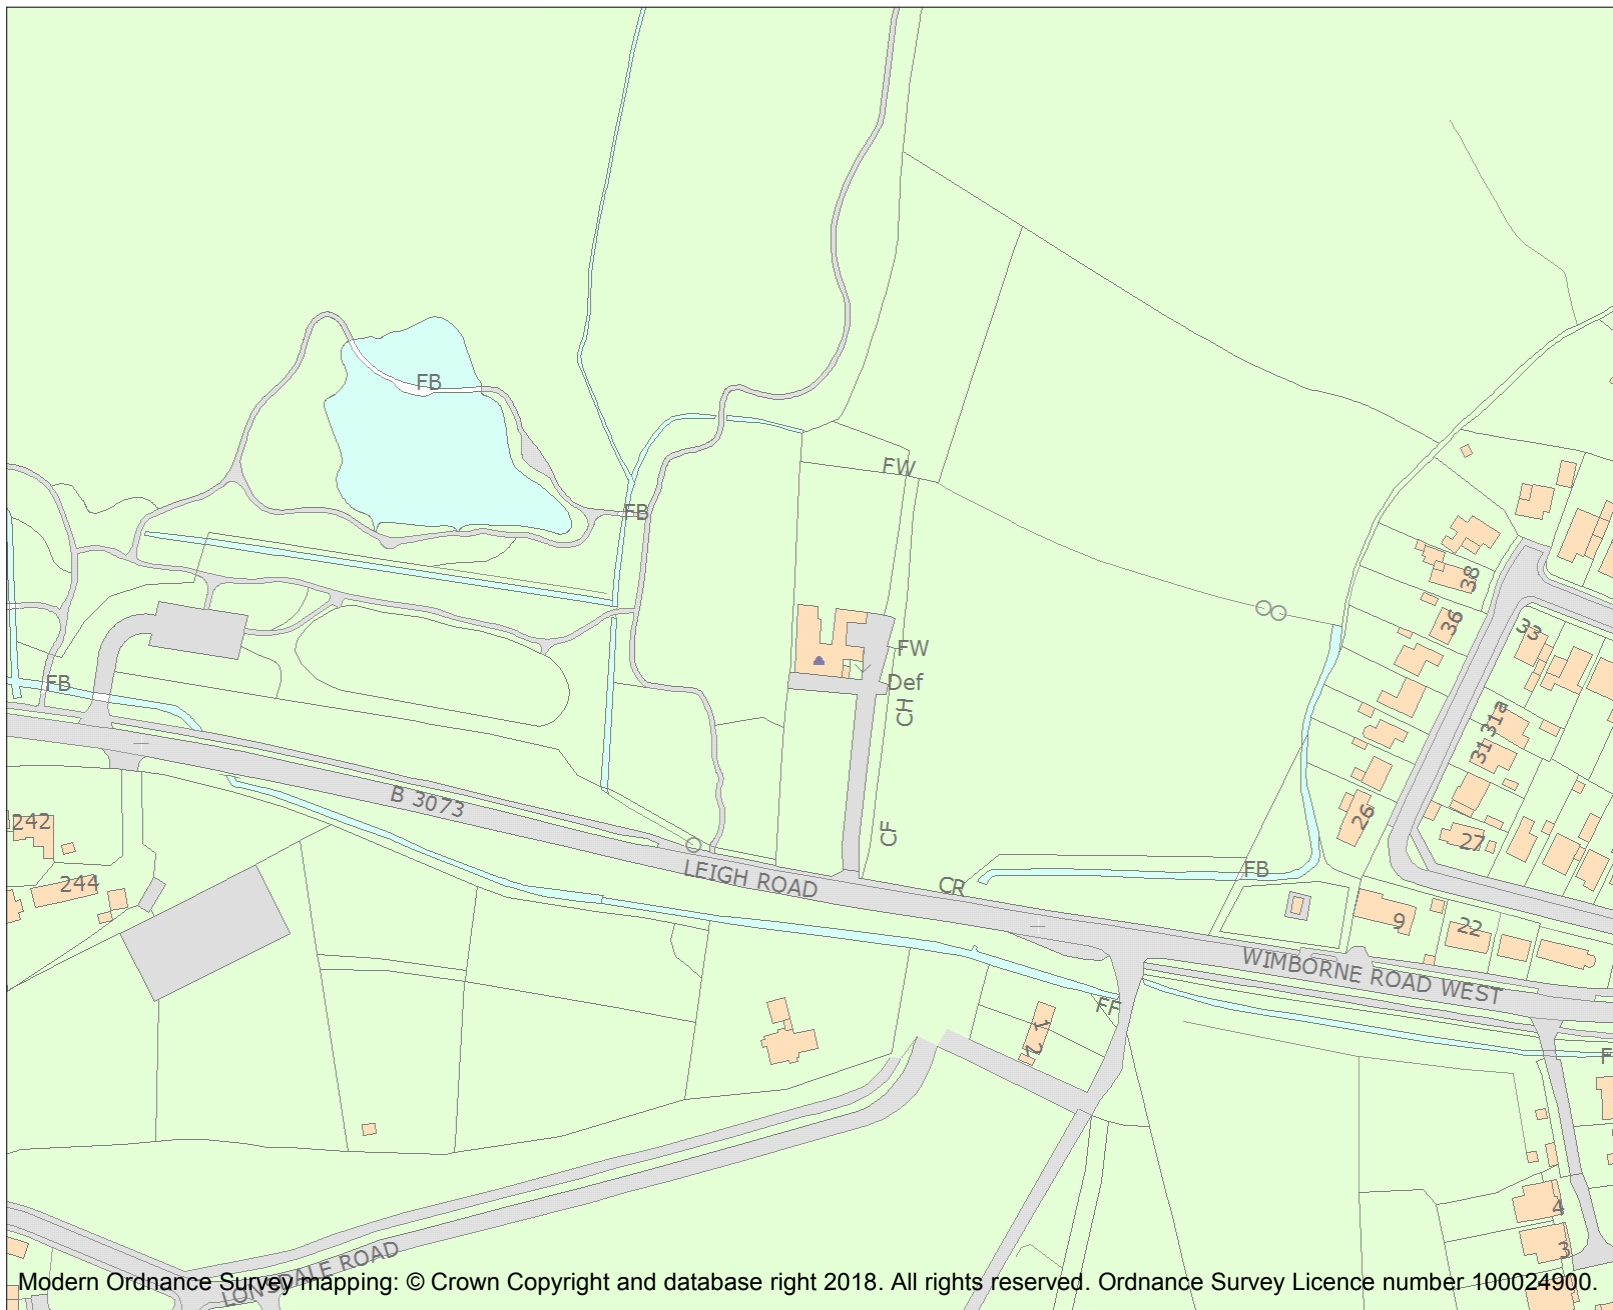 FB
FW
FB
38
36
33
FW
FB
Def
CH
31a
31
B 3073
242
26
CF
27
LEIGH ROAD
FB
244
CR
9
22
WIMBORNE ROAD WEST
FF
1
2
F
4
3
LONSDALE ROAD
Modern Ordnance Survey mapping: © Crown Copyright and database right 2018. All rights reserved. Ordnance Survey Licence number 100024900.